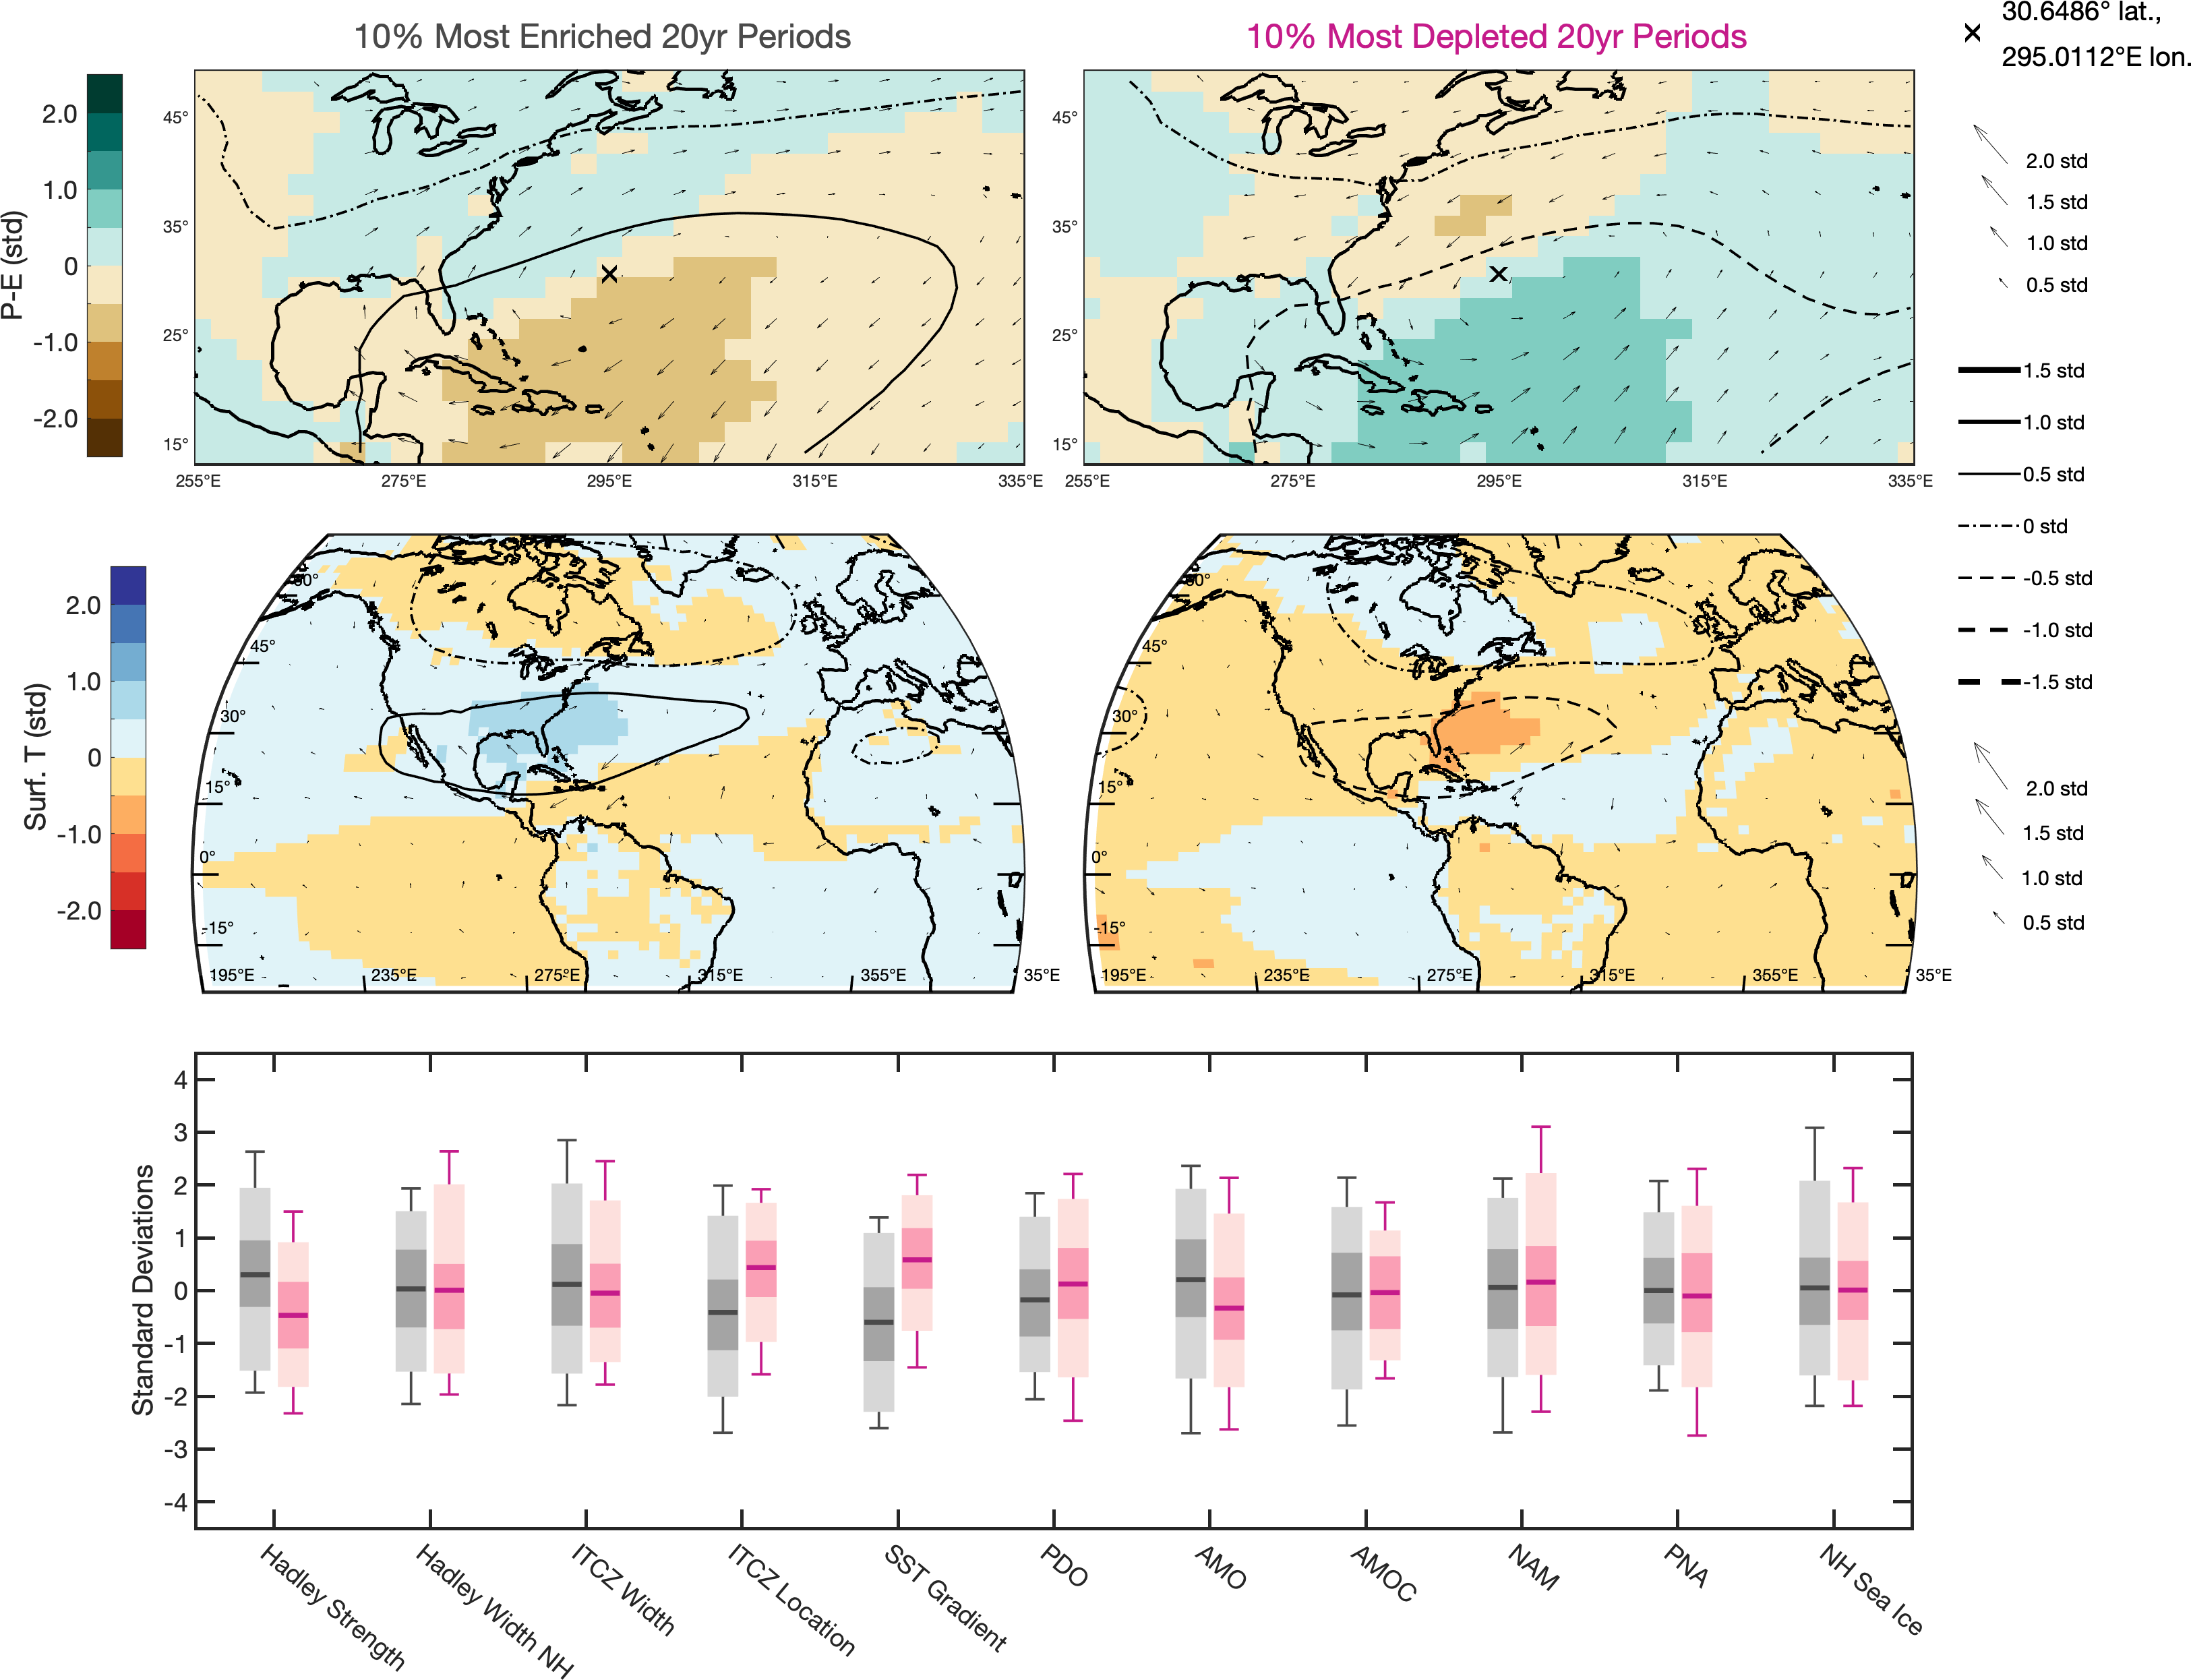 10% Most Enriched 20yr Periods
10% Most Depleted 20yr Periods
30.6486° lat.,
295.0112°E lon.
P-E (std)
2.0
1.0
0
-1.0
-2.0
45°
35°
25°
15°
255°E
275°E
295°E
315°E
335°E
45°
35°
25°
15°
255°E
275°E
295°E
315°E
335°E
2.0 std
1.5 std
1.0 std
0.5 std
1.5 std
1.0 std
0.5 std
0 std
-0.5 std
-1.0 std
-1.5 std
2.0 std
1.5 std
1.0 std
0.5 std
Surf. T (std)
2.0
1.0
0
-1.0
-2.0
60°
45°
30°
15°
0°
-15°
195°E
235°E
275°E
315°E
355°E
35°E
60°
45°
30°
15°
0°
-15°
195°E
235°E
275°E
315°E
355°E
35°E
Standard Deviations
4
3
2
1
0
-1
-2
-3
-4
Hadley Strength
Hadley Width NH
ITCZ Width
ITCZ Location
SST Gradient
PDO
AMO
AMOC
NAM
PNA
NH Sea Ice